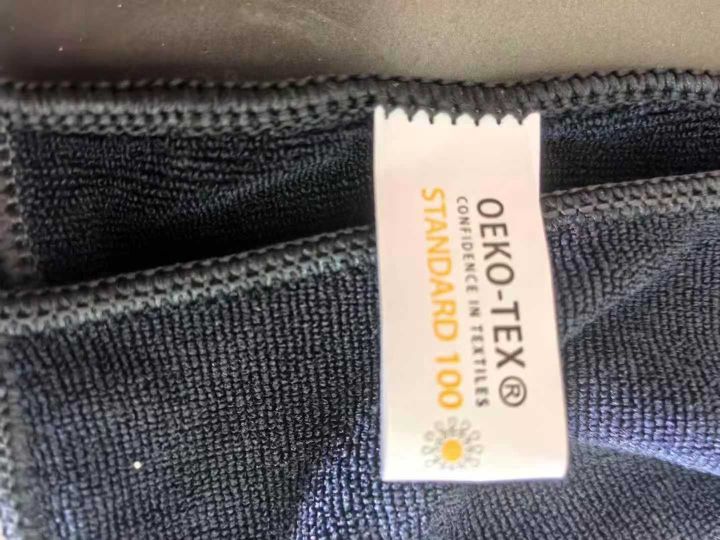 OEKO-TEX®
CONFIDENCE IN TEXTILES
STANDARD 100